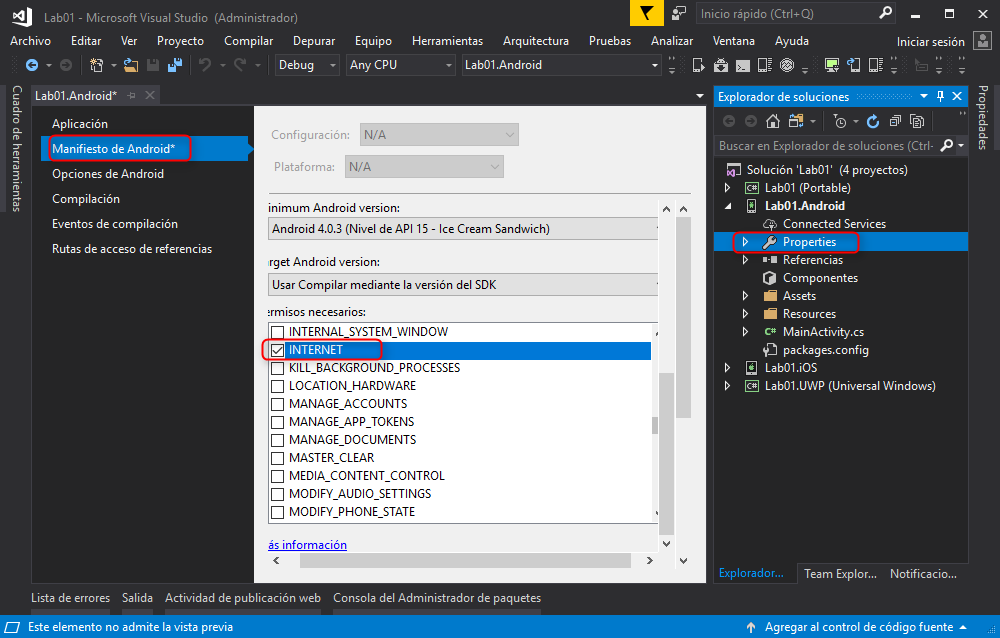 Lab01 - Microsoft Visual Studio (Administrador)
Inicio rápido (Ctrl+Q)
Archivo Editar Ver Proyecto Compilar Depurar Equipo Herramientas Arquitectura Pruebas Analizar Ventana Ayuda Iniciar sesión
Debug Any CPU Lab01.Android
Cuadro de herramientas
Lab01.Android*
Aplicación
Manifiesto de Android*
Opciones de Android
Compilación
Eventos de compilación
Rutas de acceso de referencias
Configuración: N/A
Plataforma: N/A
inimum Android version:
Android 4.0.3 (Nivel de API 15 - Ice Cream Sandwich)
rget Android version:
Usar Compilar mediante la versión del SDK
ermisos necesarios:
INTERNAL_SYSTEM_WINDOW
INTERNET
KILL_BACKGROUND_PROCESSES
LOCATION_HARDWARE
MANAGE_ACCOUNTS
MANAGE_APP_TOKENS
MANAGE_DOCUMENTS
MASTER_CLEAR
MEDIA_CONTENT_CONTROL
MODIFY_AUDIO_SETTINGS
MODIFY_PHONE_STATE
ás información
Explorador de soluciones
Buscar en Explorador de soluciones (Ctrl-
Solución 'Lab01' (4 proyectos)
Lab01 (Portable)
Lab01.Android
Connected Services
Properties
Referencias
Componentes
Assets
Resources
C# MainActivity.cs
packages.config
Lab01.iOS
Lab01.UWP (Universal Windows)
Explorador... Team Explor... Notificacio...
Propiedades
Lista de errores Salida Actividad de publicación web Consola del Administrador de paquetes
Este elemento no admite la vista previa
Agregar al control de código fuente